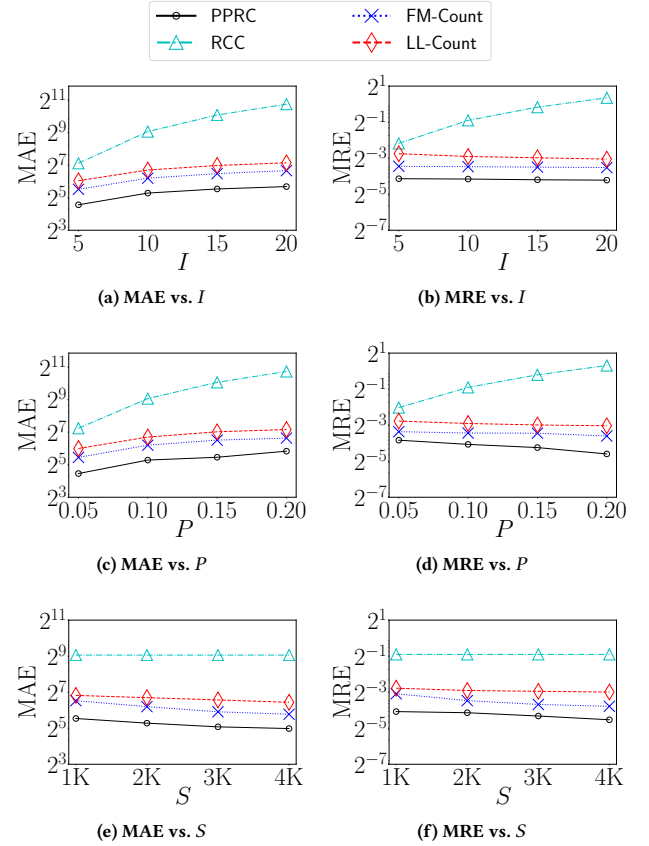 PPRC FM-Count
RCC LL-Count
MAE
2^11
2^9
2^7
2^5
2^3
5 10 15 20
I
(a) MAE vs. I
MRE
2^1
2^-1
2^-3
2^-5
2^-7
5 10 15 20
I
(b) MRE vs. I
MAE
2^11
2^9
2^7
2^5
2^3
0.05 0.10 0.15 0.20
P
(c) MAE vs. P
MRE
2^1
2^-1
2^-3
2^-5
2^-7
0.05 0.10 0.15 0.20
P
(d) MRE vs. P
MAE
2^11
2^9
2^7
2^5
2^3
1K 2K 3K 4K
S
(e) MAE vs. S
MRE
2^1
2^-1
2^-3
2^-5
2^-7
1K 2K 3K 4K
S
(f) MRE vs. S